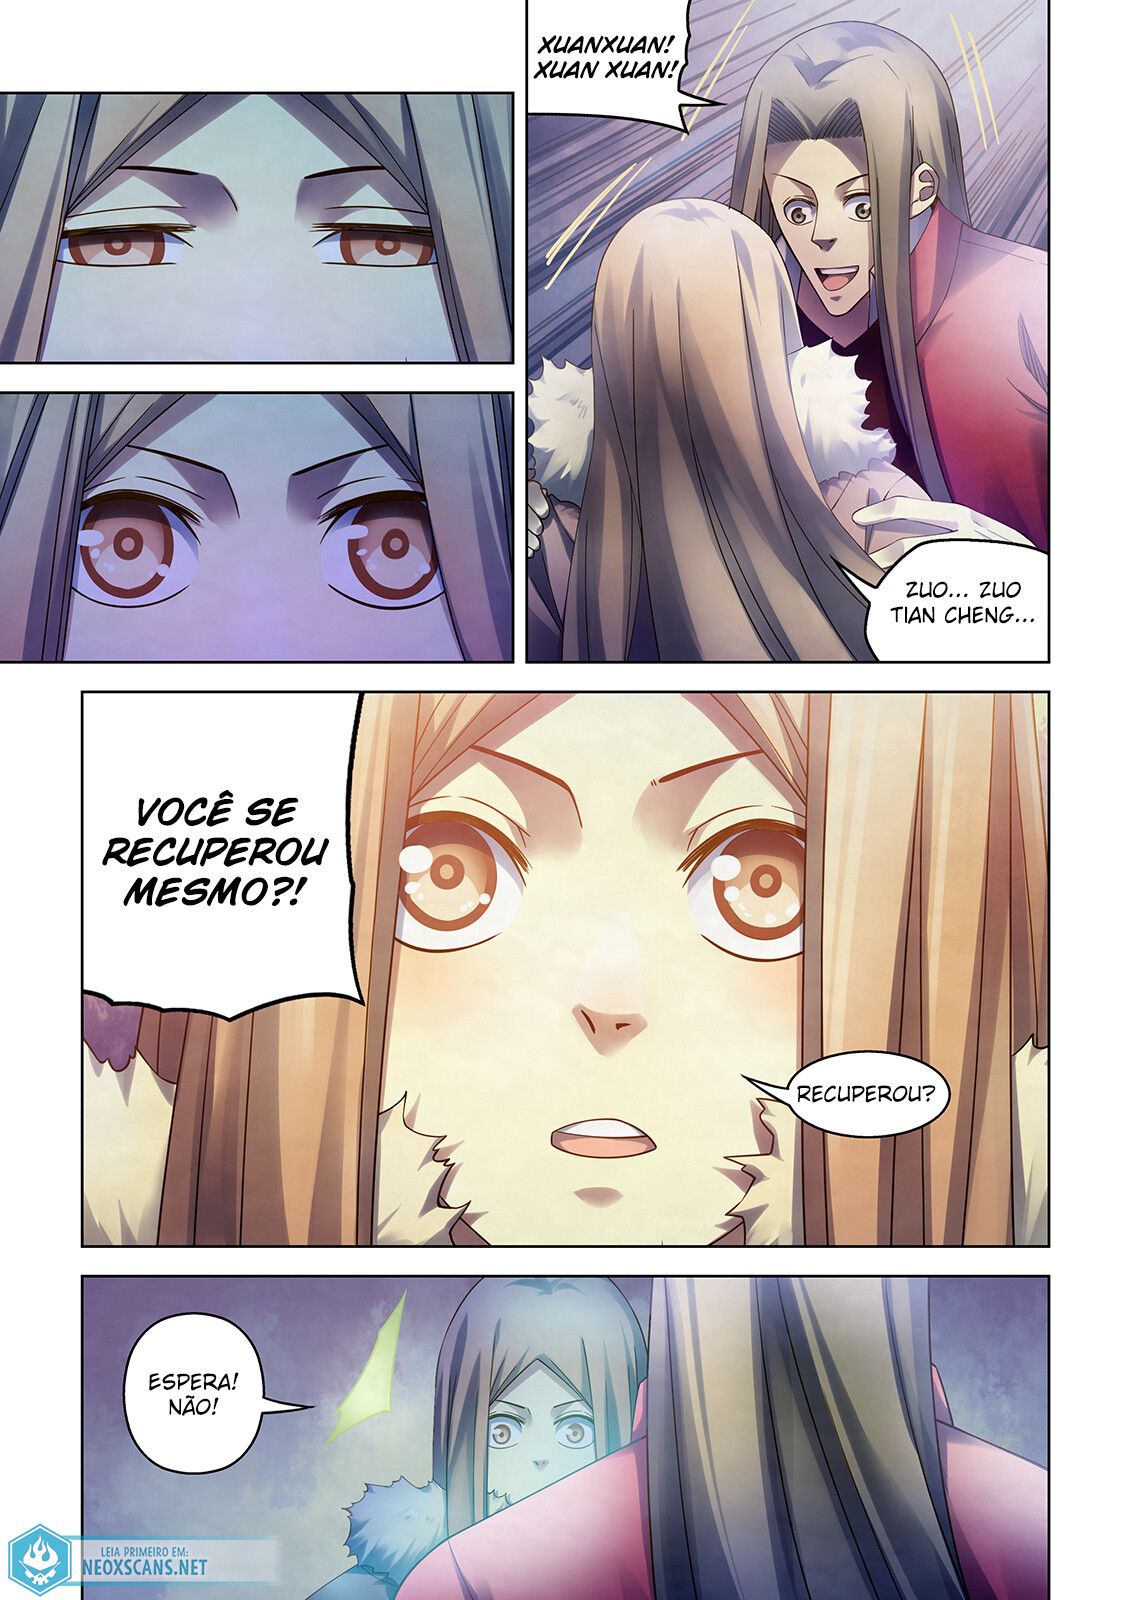 XUANXUAN!
XUAN XUAN!
ZUO... ZUO
TIAN CHENG...
VOCÊ SE
RECUPEROU
MESMO?!
RECUPEROU?
ESPERA!
NÃO!
LEIA PRIMEIRO EM:
NEOXSCANS.NET